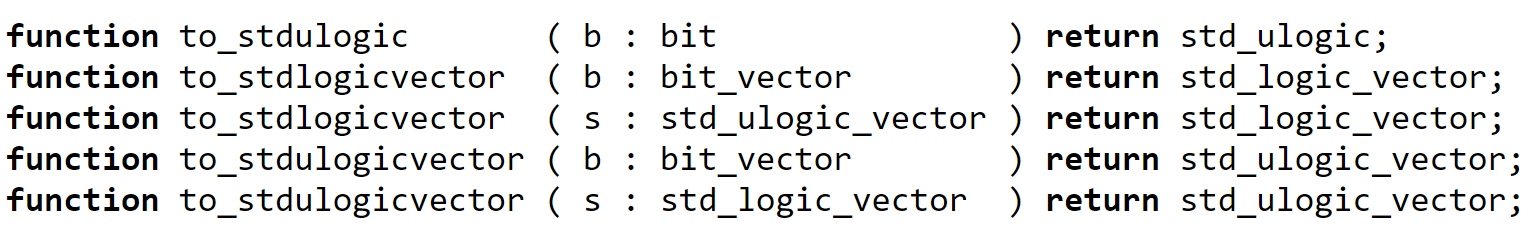 function to_stdulogic       ( b : bit               ) return std_ulogic;
function to_stdlogicvector  ( b : bit_vector        ) return std_logic_vector;
function to_stdlogicvector  ( s : std_ulogic_vector ) return std_logic_vector;
function to_stdulogicvector ( b : bit_vector        ) return std_ulogic_vector;
function to_stdulogicvector ( s : std_logic_vector  ) return std_ulogic_vector;